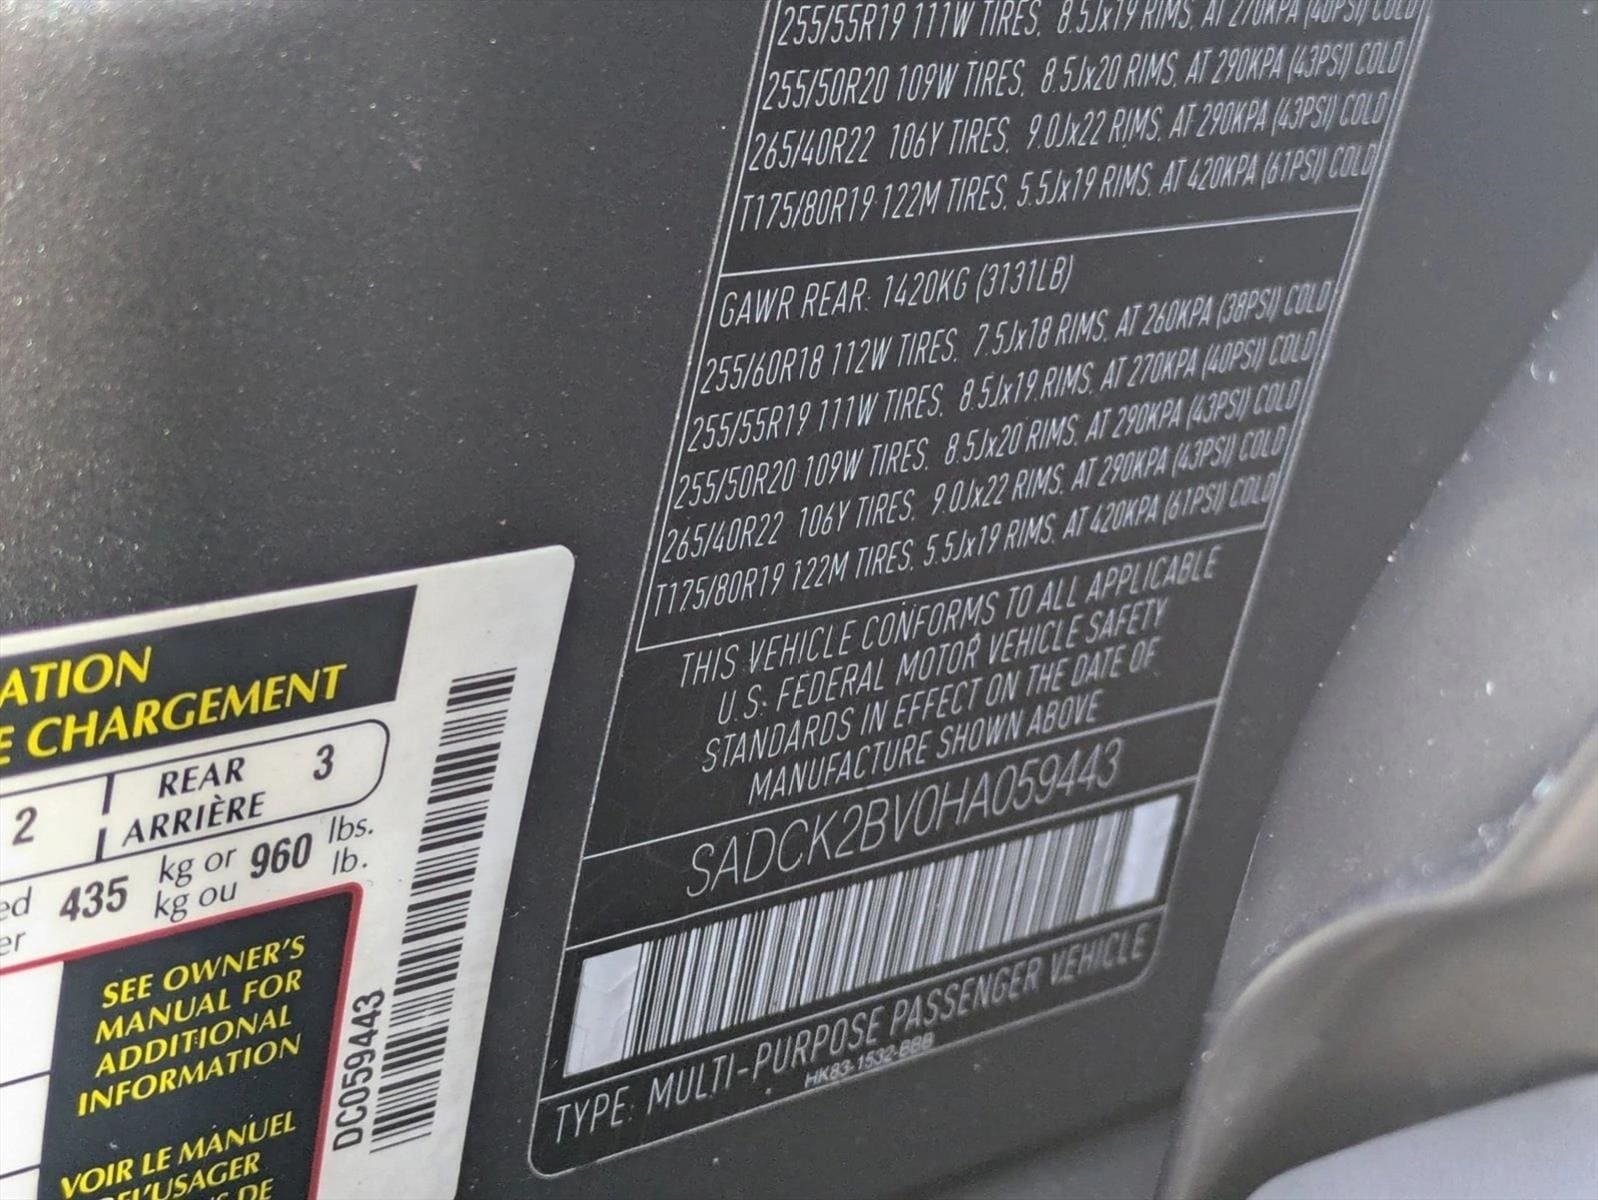 255/55R19 111W TIRES, 8.5Jx19 RIMS, AT 270KPA (40PSI) COLD
255/50R20 109W TIRES, 8.5Jx20 RIMS, AT 290KPA (43PSI) COLD
265/40R22 106Y TIRES, 9.0Jx22 RIMS, AT 290KPA (43PSI) COLD
T175/80R19 122M TIRES, 5.5Jx19 RIMS, AT 420KPA (61PSI) COLD
GAWR REAR: 1420KG (3131LB)
255/60R18 112W TIRES, 7.5Jx18 RIMS, AT 260KPA (38PSI) COLD
255/55R19 111W TIRES, 8.5Jx19 RIMS, AT 270KPA (40PSI) COLD
255/50R20 109W TIRES, 8.5Jx20 RIMS, AT 290KPA (43PSI) COLD
265/40R22 106Y TIRES, 9.0Jx22 RIMS, AT 290KPA (43PSI) COLD
T175/80R19 122M TIRES, 5.5Jx19 RIMS, AT 420KPA (61PSI) COLD
THIS VEHICLE CONFORMS TO ALL APPLICABLE
U.S. FEDERAL MOTOR VEHICLE SAFETY
STANDARDS IN EFFECT ON THE DATE OF
MANUFACTURE SHOWN ABOVE
SADCK2BV0HA059443
TYPE: MULTI-PURPOSE PASSENGER VEHICLE
HK83-1532-BBB
ATION
E CHARGEMENT
2 REAR 3
ARRIÈRE
ed 435 kg or 960 lbs.
er kg ou lb.
SEE OWNER'S
MANUAL FOR
ADDITIONAL
INFORMATION
VOIR LE MANUEL
DE L'USAGER
DE
DC059443